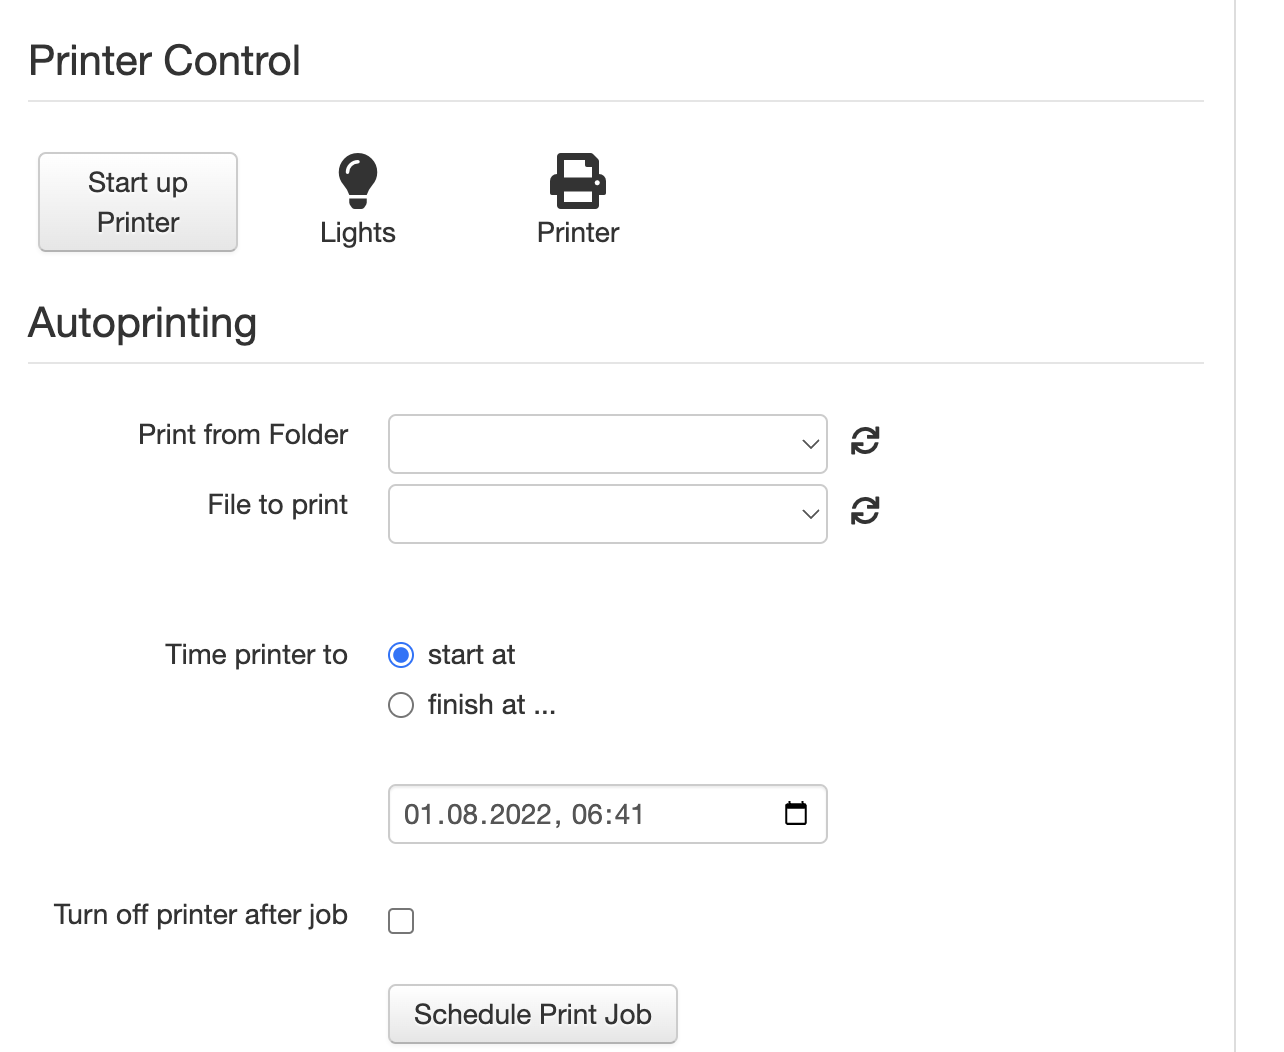 Printer Control
Start up
Printer
Lights
Printer
Autoprinting
Print from Folder
File to print
Time printer to
start at
finish at ...
01.08.2022, 06:41
Turn off printer after job
Schedule Print Job